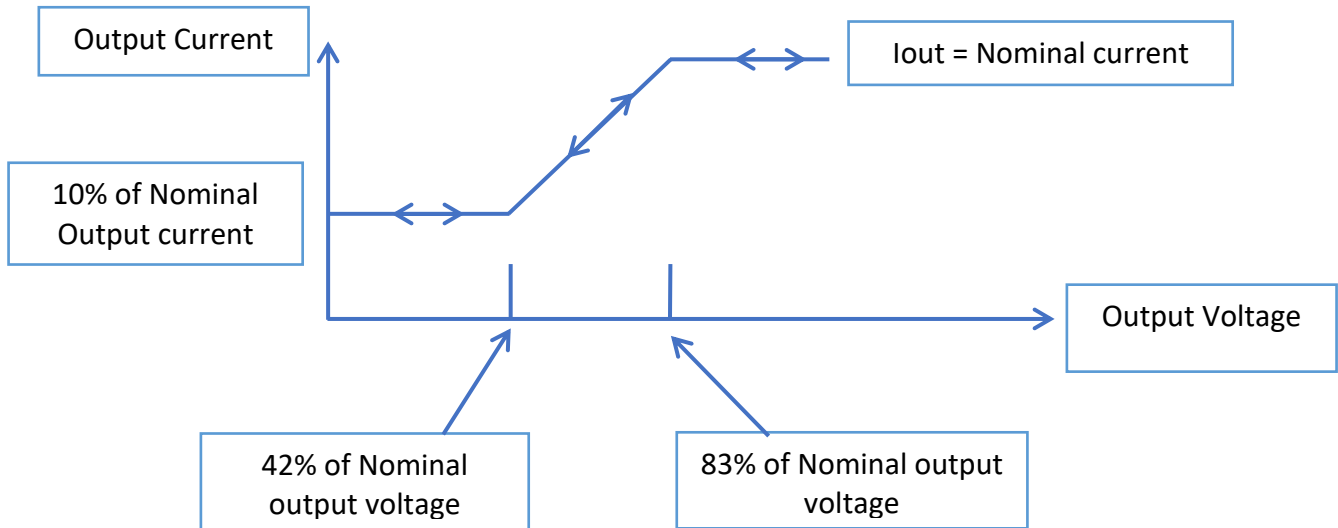 Output Current
Iout = Nominal current
10% of Nominal
Output current
Output Voltage
42% of Nominal
output voltage
83% of Nominal output
voltage